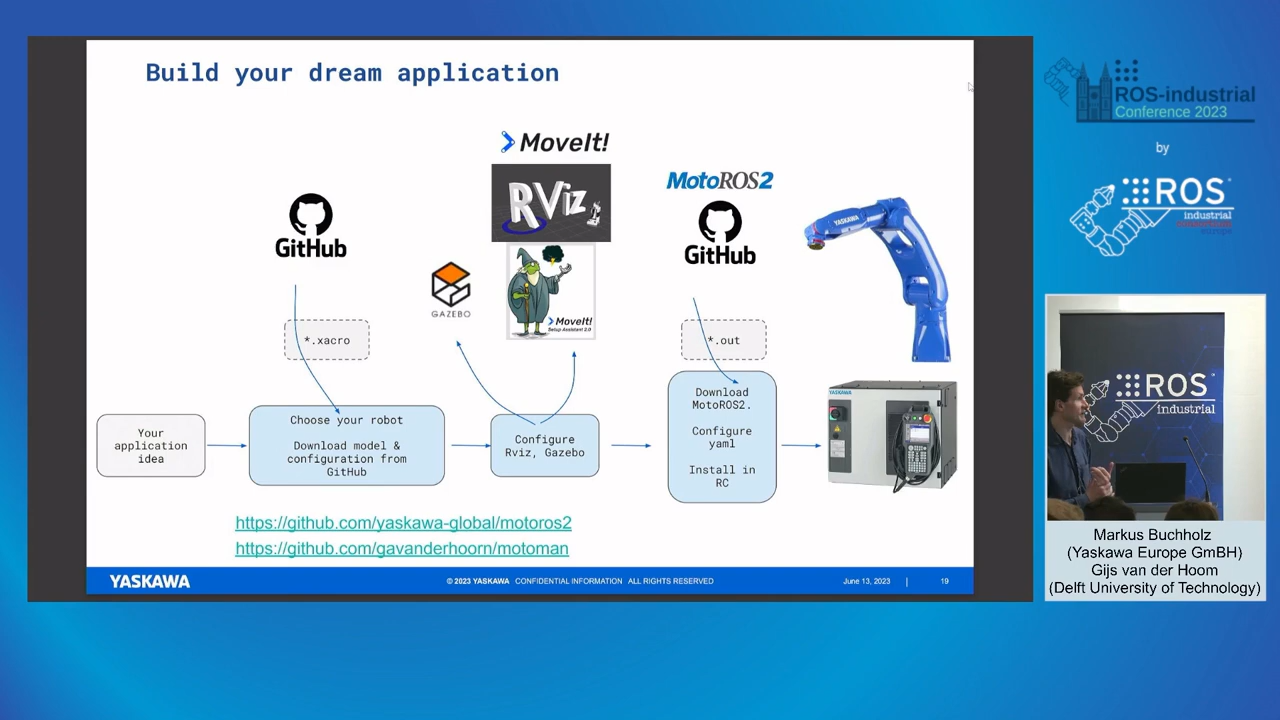 Build your dream application
MoveIt!
RViz
MotoROS2
GitHub
GitHub
GAZEBO
MoveIt!
Setup Assistant 2.0
YASKAWA
*.xacro
*.out
Your
application
idea
Choose your robot
Download model &
configuration from
GitHub
Configure
Rviz, Gazebo
Download
MotoROS2.
Configure
yaml
Install in
RC
YASKAWA
https://github.com/yaskawa-global/motoros2
https://github.com/gavanderhoorn/motoman
YASKAWA
© 2023 YASKAWA CONFIDENTIAL INFORMATION ALL RIGHTS RESERVED
June 13, 2023 | 19
ROS-industrial
Conference 2023
by
ROS
industrial
consortium
europe
ROS
industrial
Markus Buchholz
(Yaskawa Europe GmBH)
Gijs van der Hoorn
(Delft University of Technology)